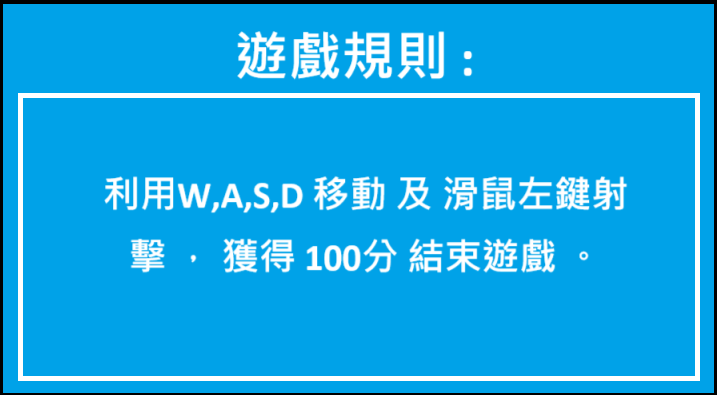 遊戲規則 :
利用W,A,S,D 移動 及 滑鼠左鍵射
擊 ， 獲得 100分 結束遊戲 。